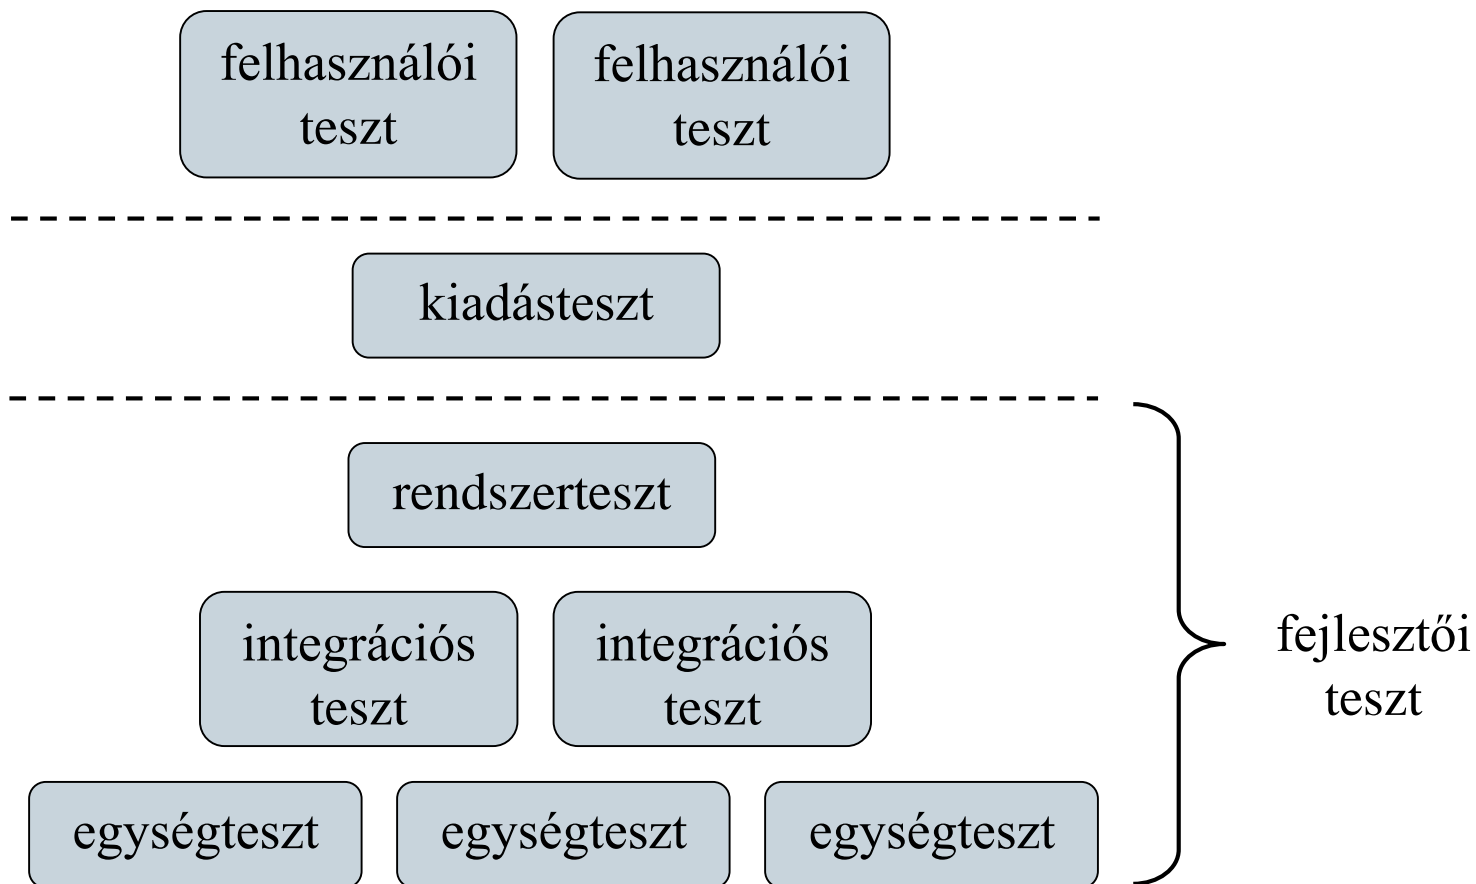 felhasználói
teszt
felhasználói
teszt
kiadásteszt
rendszerteszt
integrációs
teszt
integrációs
teszt
fejlesztői
teszt
egységteszt
egységteszt
egységteszt